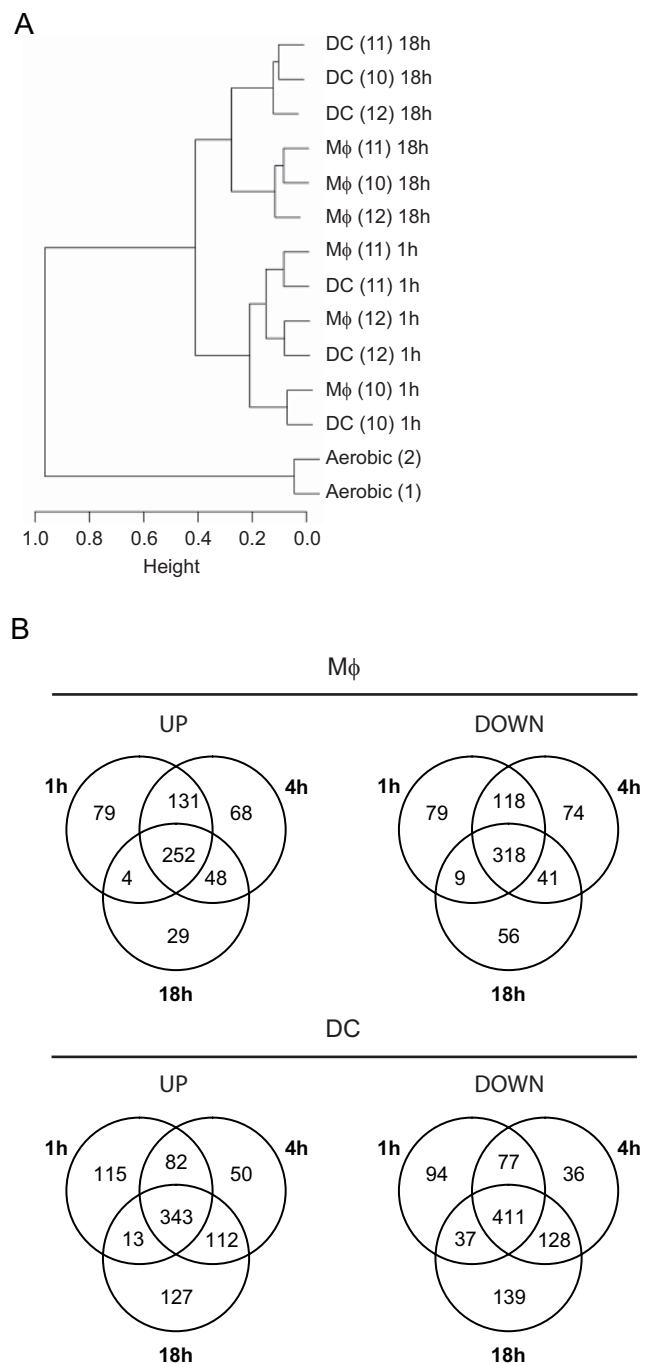 A
DC (11) 18h
DC (10) 18h
DC (12) 18h
Mϕ (11) 18h
Mϕ (10) 18h
Mϕ (12) 18h
Mϕ (11) 1h
DC (11) 1h
Mϕ (12) 1h
DC (12) 1h
Mϕ (10) 1h
DC (10) 1h
Aerobic (2)
Aerobic (1)
1.0 0.8 0.6 0.4 0.2 0.0
Height
B
Mϕ
UP DOWN
1h 4h 1h 4h
79 131 68 79 118 74
252 318
4 48 9 41
29 56
18h 18h
DC
UP DOWN
1h 4h 1h 4h
115 82 50 94 77 36
343 411
13 112 37 128
127 139
18h 18h